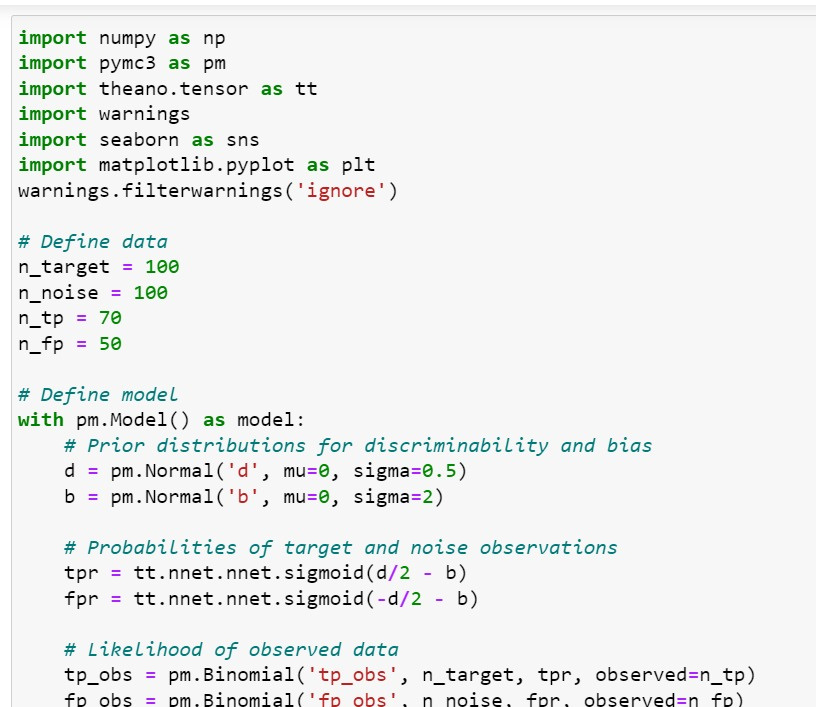 import numpy as np
import pymc3 as pm
import theano.tensor as tt
import warnings
import seaborn as sns
import matplotlib.pyplot as plt
warnings.filterwarnings('ignore')

# Define data
n_target = 100
n_noise = 100
n_tp = 70
n_fp = 50

# Define model
with pm.Model() as model:
    # Prior distributions for discriminability and bias
    d = pm.Normal('d', mu=0, sigma=0.5)
    b = pm.Normal('b', mu=0, sigma=2)

    # Probabilities of target and noise observations
    tpr = tt.nnet.nnet.sigmoid(d/2 - b)
    fpr = tt.nnet.nnet.sigmoid(-d/2 - b)

    # Likelihood of observed data
    tp_obs = pm.Binomial('tp_obs', n_target, tpr, observed=n_tp)
    fp_obs = pm.Binomial('fp_obs', n_noise, fpr, observed=n_fp)